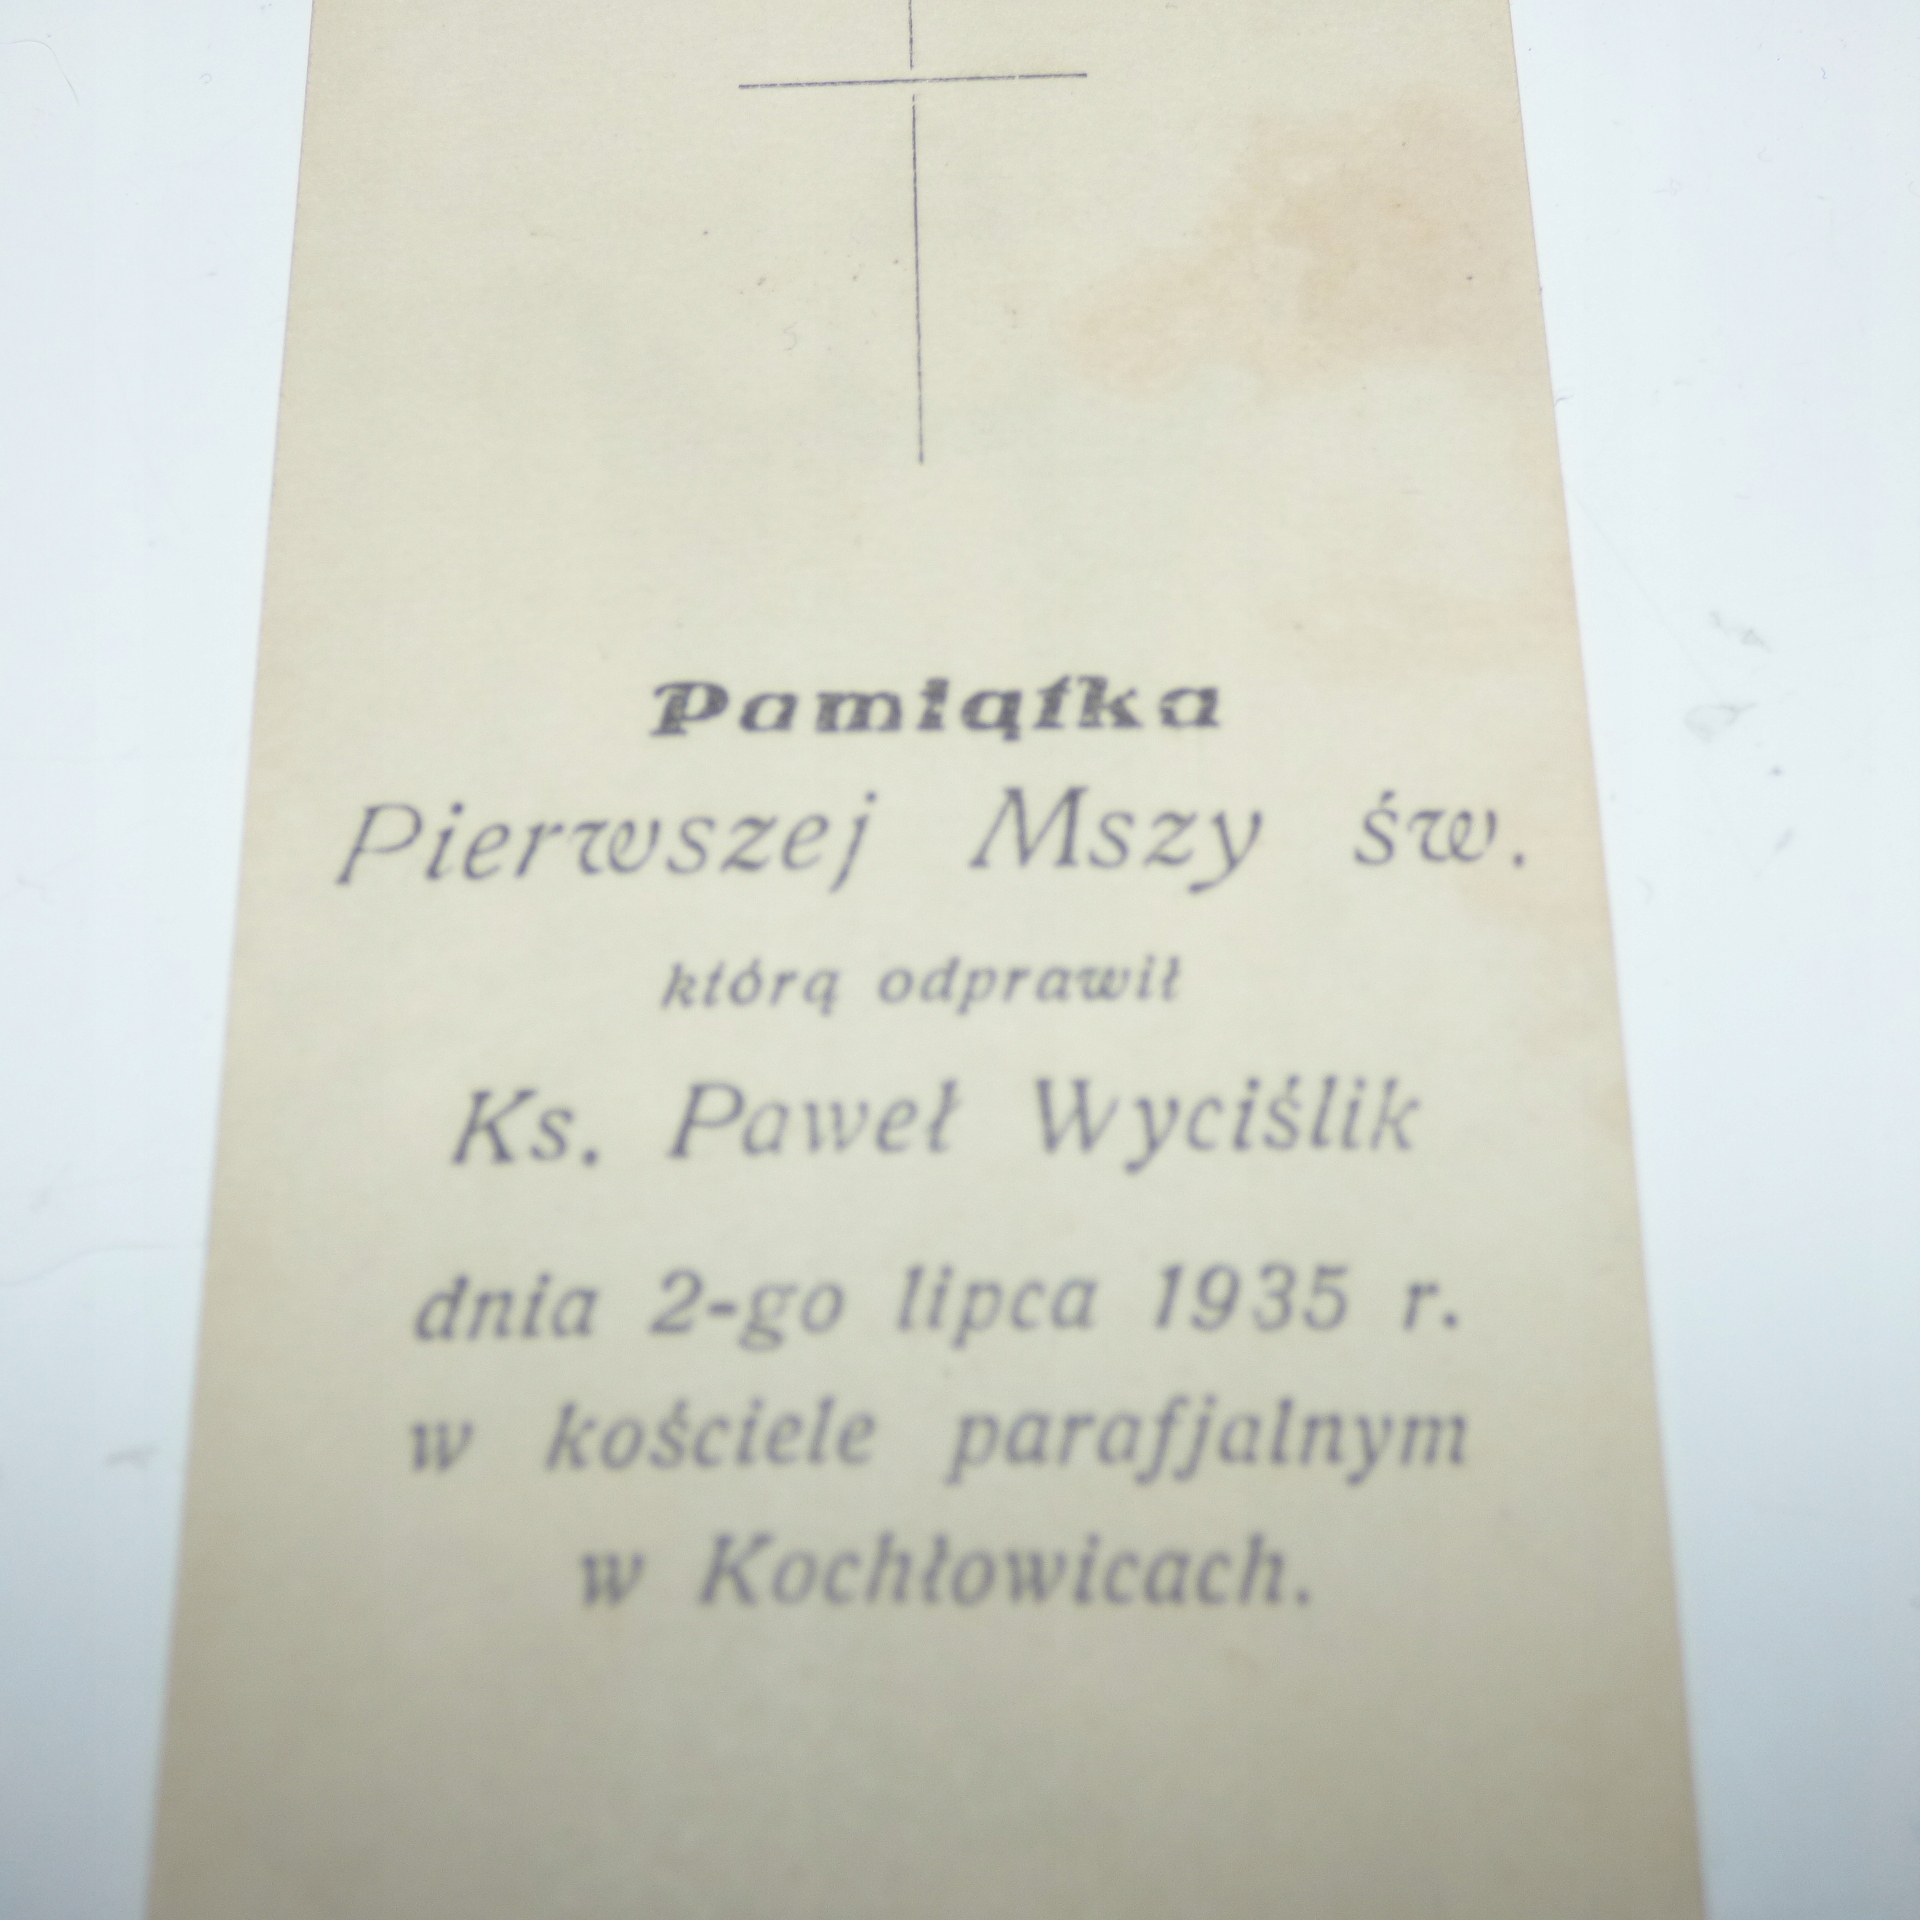 Pamiątka
Pierwszej Mszy św.
którą odprawił
Ks. Paweł Wyciślik
dnia 2-go lipca 1935 r.
w kościele parafjalnym
w Kochłowicach.